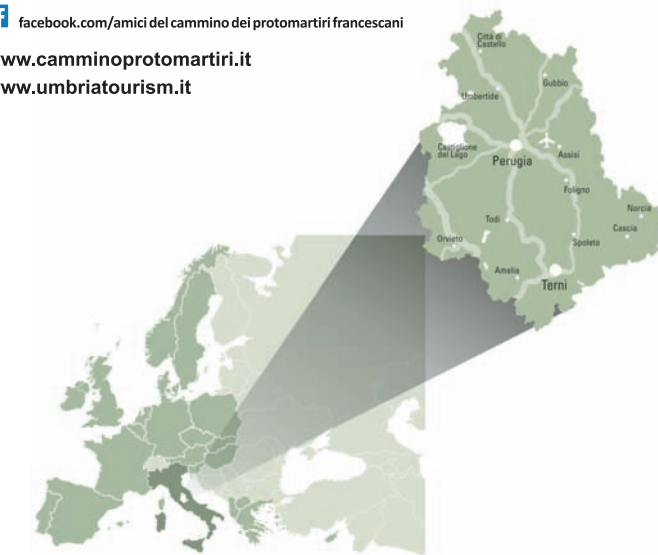 f facebook.com/amici del cammino dei protomartiri francescani
ww.camminoprotomartiri.it
ww.umbriatourism.it
Città di
Castello
Gubbio
Umbertide
Castiglione
del Lago
Perugia
Assisi
Foligno
Norcia
Todi
Cascia
Orvieto
Spoleto
Amelia
Terni